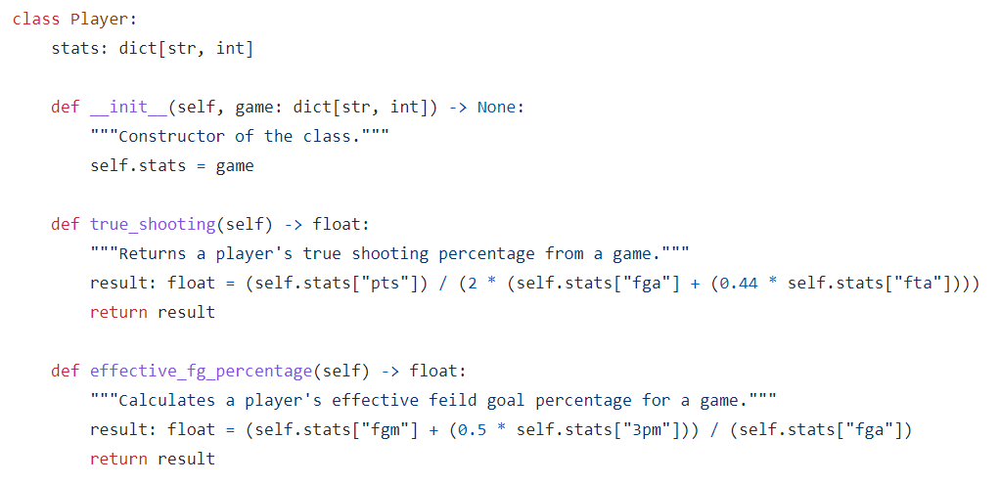 class Player:
    stats: dict[str, int]

    def __init__(self, game: dict[str, int]) -> None:
        """Constructor of the class."""
        self.stats = game

    def true_shooting(self) -> float:
        """Returns a player's true shooting percentage from a game."""
        result: float = (self.stats["pts"]) / (2 * (self.stats["fga"] + (0.44 * self.stats["fta"])))
        return result

    def effective_fg_percentage(self) -> float:
        """Calculates a player's effective feild goal percentage for a game."""
        result: float = (self.stats["fgm"] + (0.5 * self.stats["3pm"])) / (self.stats["fga"])
        return result